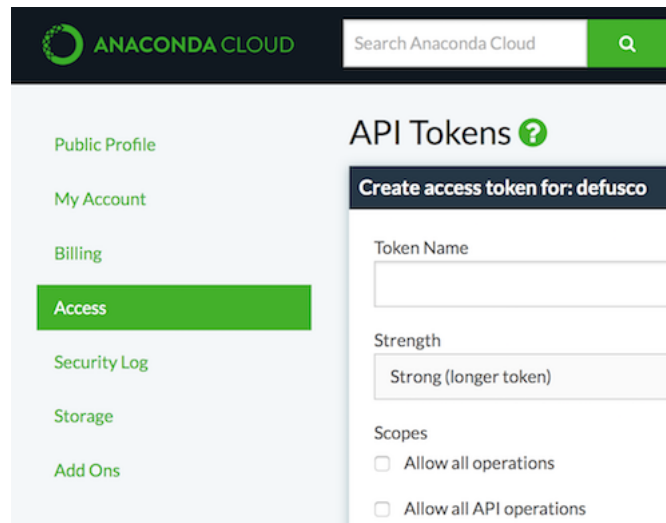 ANACONDA CLOUD
Search Anaconda Cloud
Public Profile
My Account
Billing
Access
Security Log
Storage
Add Ons
API Tokens ?
Create access token for: defusco
Token Name
Strength
Strong (longer token)
Scopes
Allow all operations
Allow all API operations